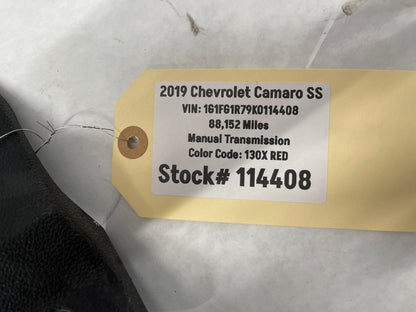 2019 Chevrolet Camaro SS
VIN: 1G1FG1R79K0114408
88,152 Miles
Manual Transmission
Color Code: 130X RED
Stock# 114408